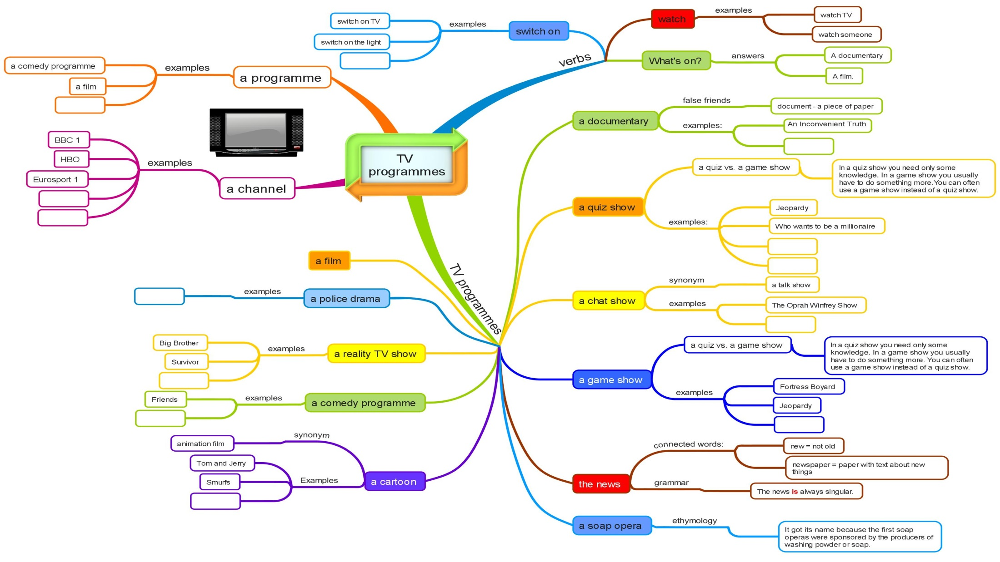 TV
programmes
verbs
switch on
examples
switch on TV
switch on the light
watch
examples
watch TV
watch someone
What's on?
answers
A documentary
A film.
a programme
examples
a comedy programme
a film
a channel
examples
BBC 1
HBO
Eurosport 1
TV programmes
a documentary
false friends
document - a piece of paper
examples:
An Inconvenient Truth
a quiz show
a quiz vs. a game show
In a quiz show you need only some
knowledge. In a game show you usually
have to do something more.You can often
use a game show instead of a quiz show.
examples:
Jeopardy
Who wants to be a millionaire
a chat show
synonym
a talk show
examples
The Oprah Winfrey Show
a game show
a quiz vs. a game show
In a quiz show you need only some
knowledge. In a game show you usually
have to do something more. You can often
use a game show instead of a quiz show.
examples
Fortress Boyard
Jeopardy
the news
connected words:
new = not old
newspaper = paper with text about new
things
grammar
The news is always singular.
a soap opera
ethymology
It got its name because the first soap
operas were sponsored by the producers of
washing powder or soap.
a film
a police drama
examples
a reality TV show
examples
Big Brother
Survivor
a comedy programme
examples
Friends
a cartoon
synonym
animation film
Examples
Tom and Jerry
Smurfs